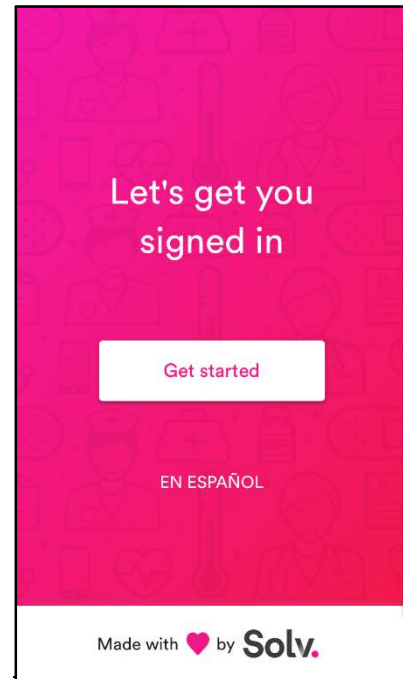 Let's get you
signed in
Get started
EN ESPAÑOL
Made with by Solv.